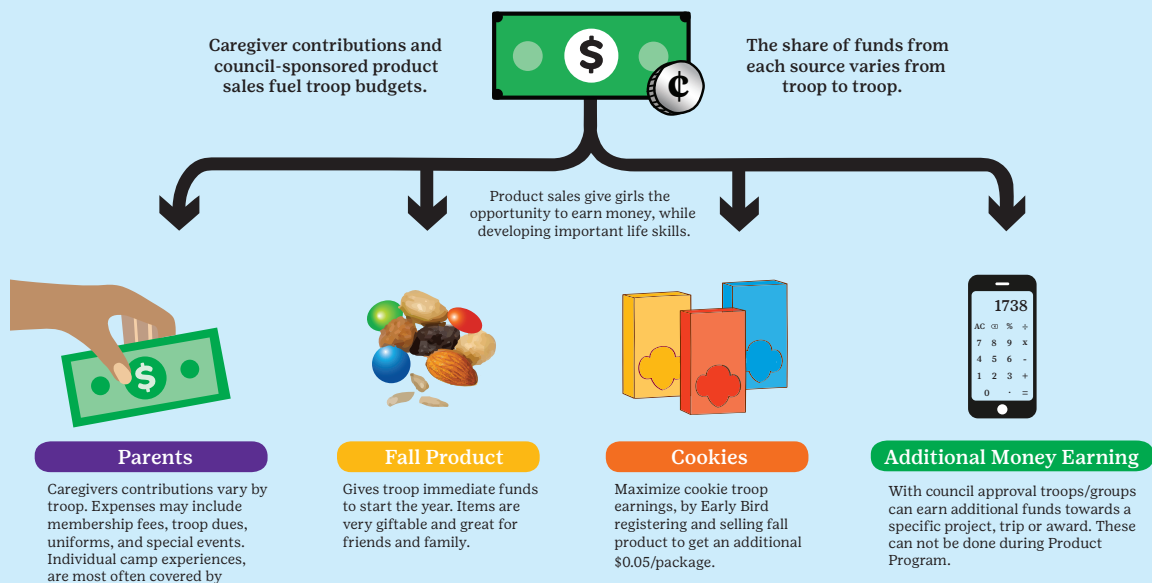 Caregiver contributions and
council-sponsored product
sales fuel troop budgets.
$
¢
The share of funds from
each source varies from
troop to troop.
Product sales give girls the
opportunity to earn money, while
developing important life skills.
$
1738
AC ⌫ % ÷
7 8 9 x
4 5 6 -
1 2 3 +
0 · =
Parents
Caregivers contributions vary by
troop. Expenses may include
membership fees, troop dues,
uniforms, and special events.
Individual camp experiences,
are most often covered by
Fall Product
Gives troop immediate funds
to start the year. Items are
very giftable and great for
friends and family.
Cookies
Maximize cookie troop
earnings, by Early Bird
registering and selling fall
product to get an additional
$0.05/package.
Additional Money Earning
With council approval troops/groups
can earn additional funds towards a
specific project, trip or award. These
can not be done during Product
Program.